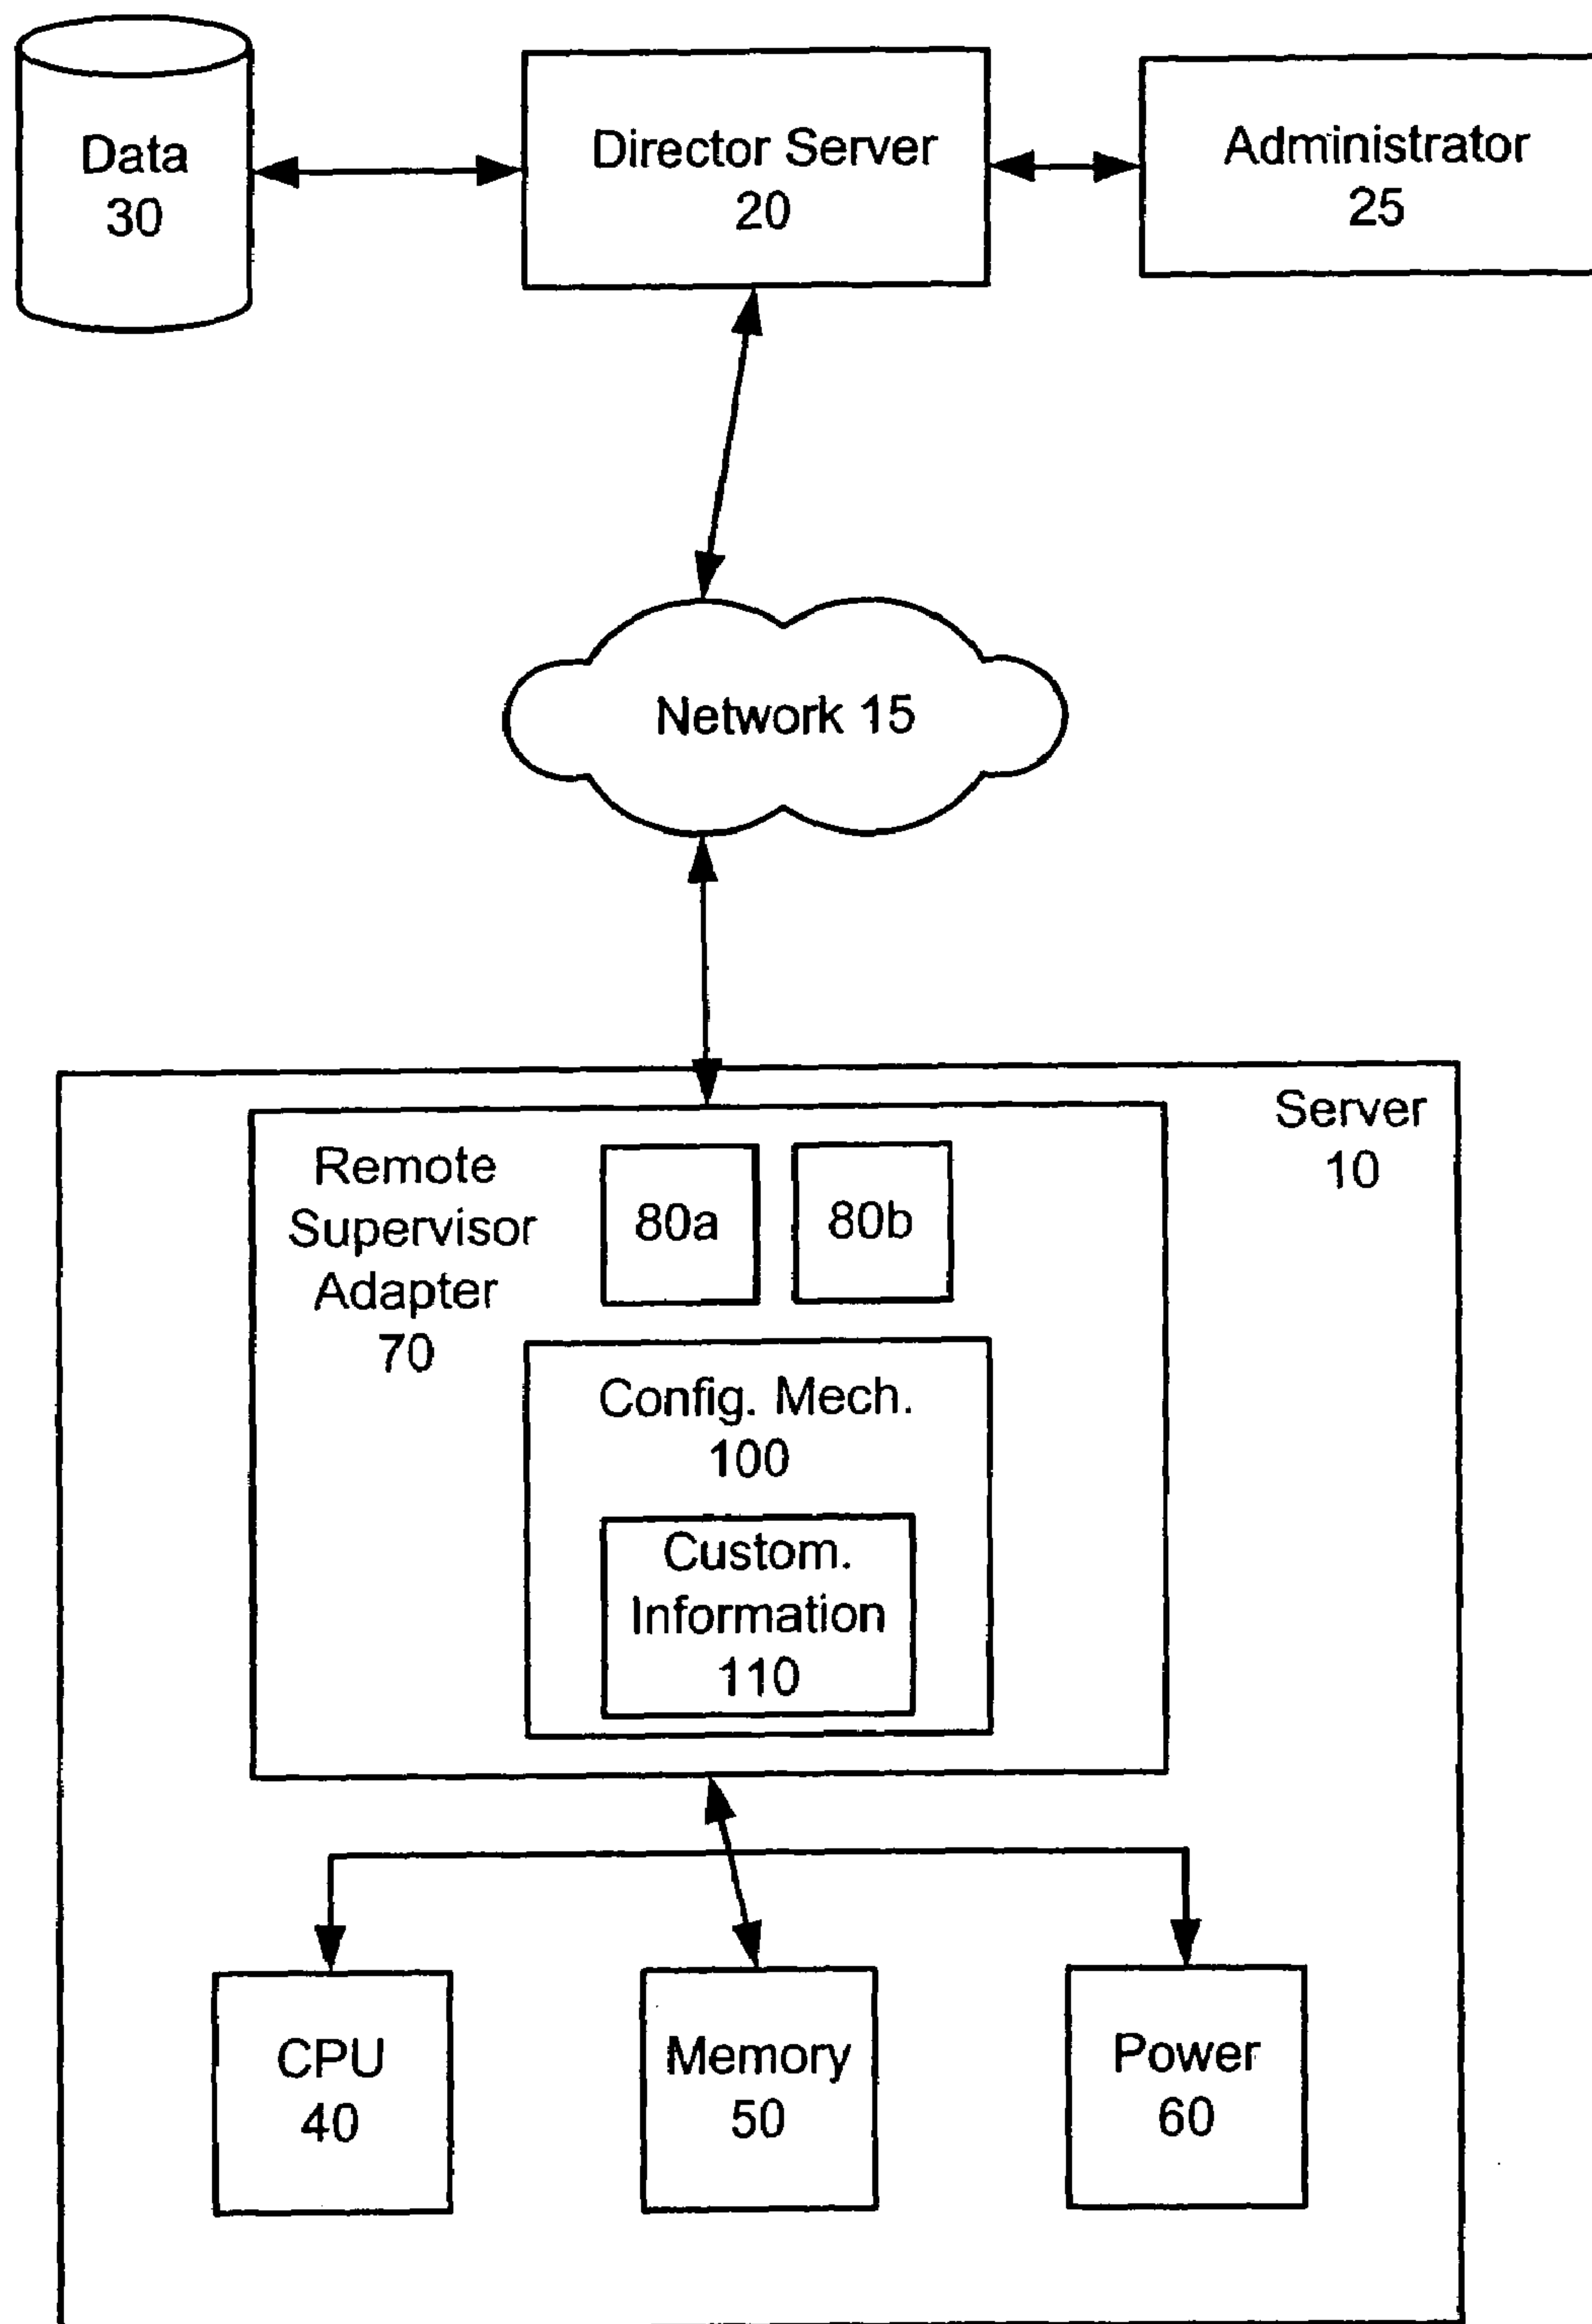 Data
30
Director Server
20
Administrator
25
Network 15
Server
10
Remote
Supervisor
Adapter
70
80a
80b
Config. Mech.
100
Custom.
Information
110
CPU
40
Memory
50
Power
60